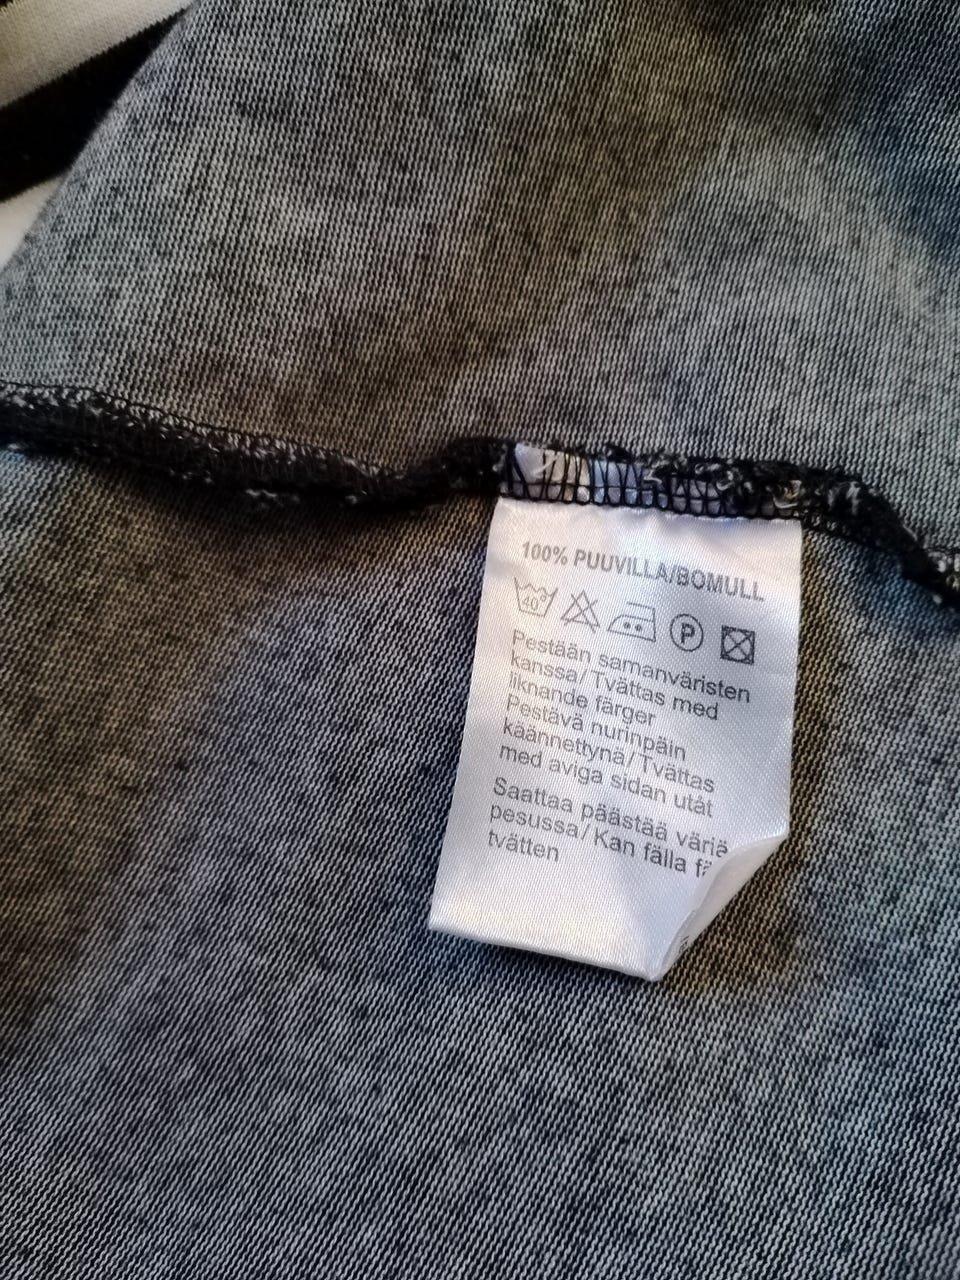 100% PUUVILLA/BOMULL
40
P
Pestään samanväristen
kanssa/Tvättas med
liknande färger
Pestävä nurinpäin
käännettynä/Tvättas
med aviga sidan utåt
Saattaa päästää väriä
pesussa/Kan fälla
tvätten